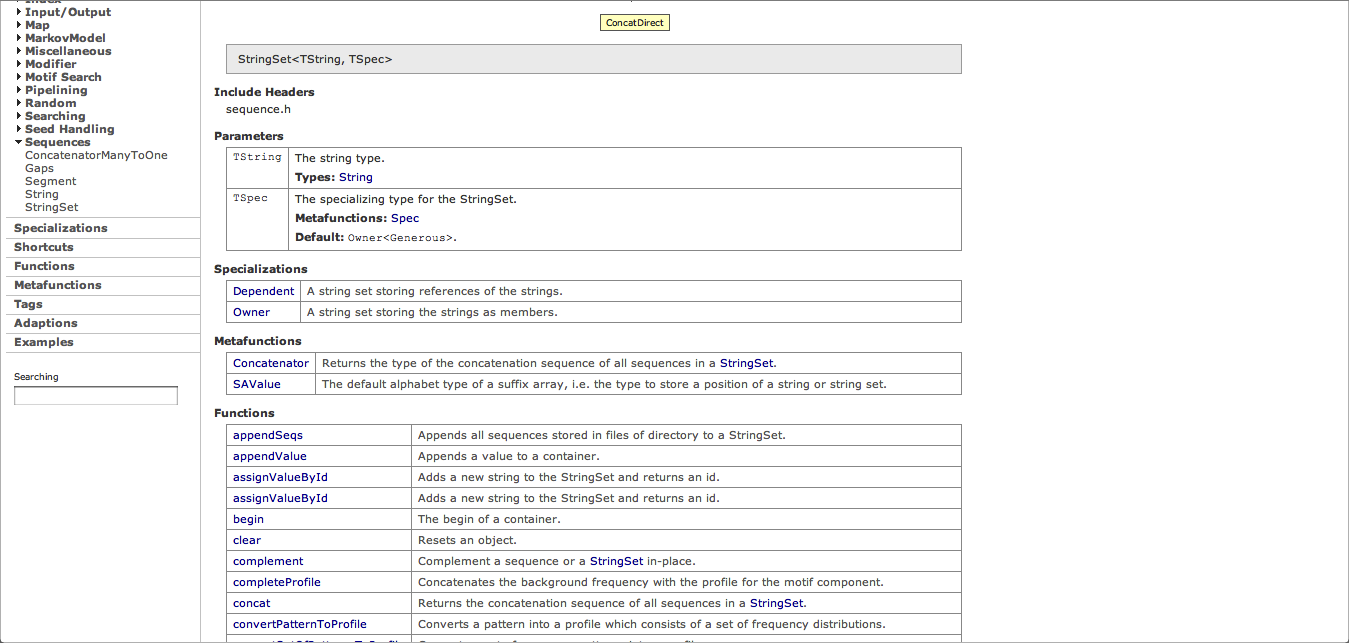 Index
Input/Output
Map
MarkovModel
Miscellaneous
Modifier
Motif Search
Pipelining
Random
Searching
Seed Handling
Sequences
ConcatenatorManyToOne
Gaps
Segment
String
StringSet
Specializations
Shortcuts
Functions
Metafunctions
Tags
Adaptions
Examples
Searching
ConcatDirect
StringSet<TString, TSpec>
Include Headers
sequence.h
Parameters
TString The string type.
Types: String
TSpec The specializing type for the StringSet.
Metafunctions: Spec
Default: Owner<Generous>.
Specializations
Dependent A string set storing references of the strings.
Owner A string set storing the strings as members.
Metafunctions
Concatenator Returns the type of the concatenation sequence of all sequences in a StringSet.
SAValue The default alphabet type of a suffix array, i.e. the type to store a position of a string or string set.
Functions
appendSeqs Appends all sequences stored in files of directory to a StringSet.
appendValue Appends a value to a container.
assignValueById Adds a new string to the StringSet and returns an id.
assignValueById Adds a new string to the StringSet and returns an id.
begin The begin of a container.
clear Resets an object.
complement Complement a sequence or a StringSet in-place.
completeProfile Concatenates the background frequency with the profile for the motif component.
concat Returns the concatenation sequence of all sequences in a StringSet.
convertPatternToProfile Converts a pattern into a profile which consists of a set of frequency distributions.